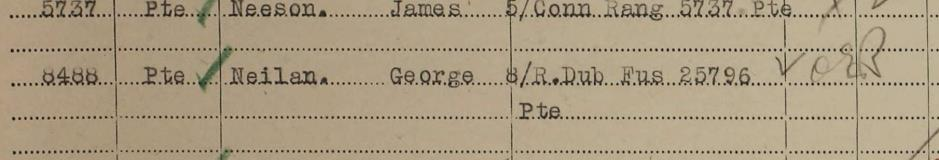 5737 Pte Neeson. James 5/Conn Rang 5737 Pte
8488 Pte Neilan. George 8/R.Dub Fus 25796
Pte